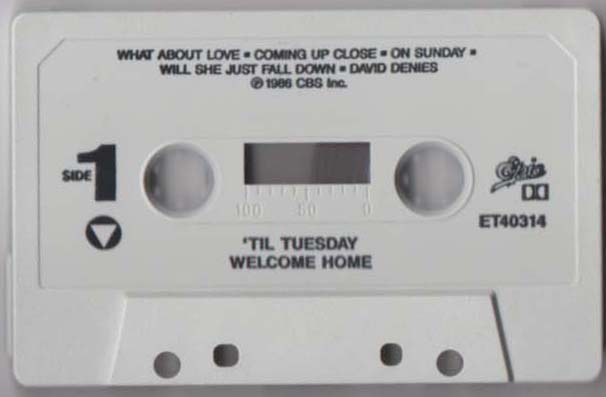 WHAT ABOUT LOVE ▪ COMING UP CLOSE ▪ ON SUNDAY ▪
WILL SHE JUST FALL DOWN ▪ DAVID DENIES
℗ 1986 CBS Inc.
SIDE 1
100 50 0
Epic
ET40314
'TIL TUESDAY
WELCOME HOME